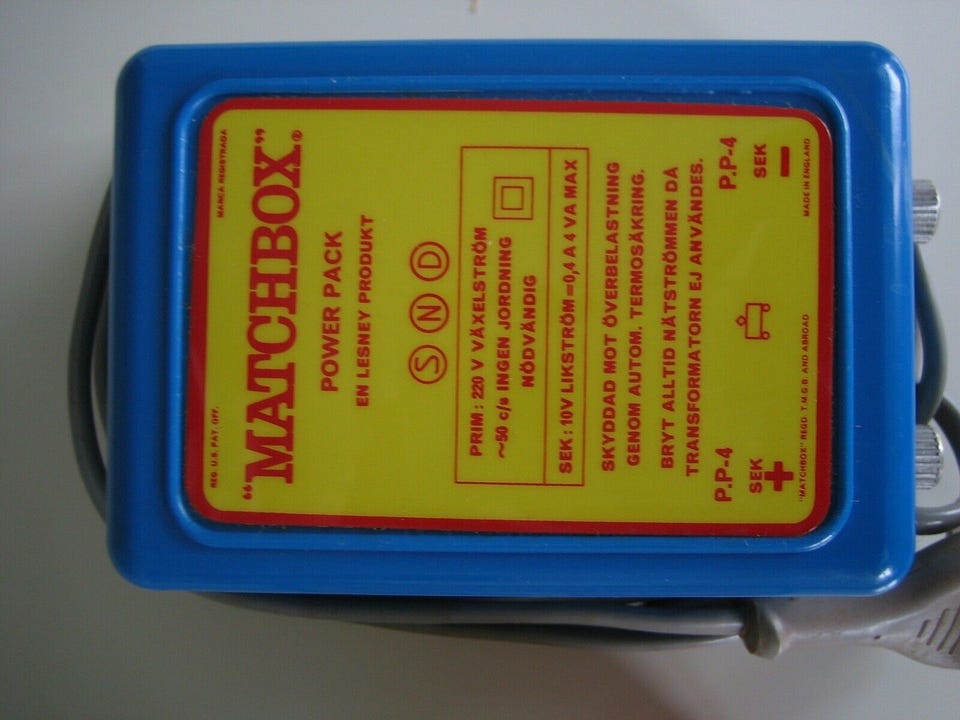 REG. U.S. PAT. OFF. MARCA REGISTRADA
"MATCHBOX"®
POWER PACK
EN LESNEY PRODUKT
S N D
PRIM : 220 V VÄXELSTRÖM
~50 c/s INGEN JORDNING
NÖDVÄNDIG
SEK : 10V LIKSTRÖM=0,4 A 4 VA MAX
SKYDDAD MOT ÖVERBELASTNING
GENOM AUTOM. TERMOSÄKRING.
BRYT ALLTID NÄTSTRÖMMEN DÅ
TRANSFORMATORN EJ ANVÄNDES.
P.P-4 P.P-4
SEK SEK
+ −
"MATCHBOX" REGD T.M.G.B. AND ABROAD MADE IN ENGLAND